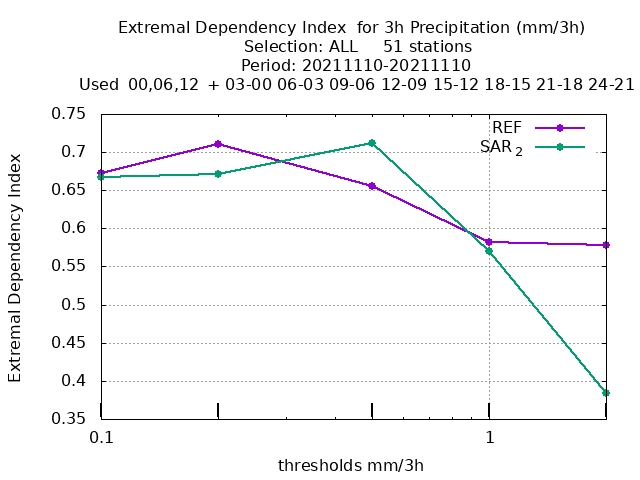 Extremal Dependency Index  for 3h Precipitation (mm/3h)
Selection: ALL     51 stations
Period: 20211110-20211110
Used  00,06,12  + 03-00 06-03 09-06 12-09 15-12 18-15 21-18 24-21
REF
SAR 2
0.75
0.7
0.65
0.6
0.55
0.5
0.45
0.4
0.35
Extremal Dependency Index
0.1
1
thresholds mm/3h